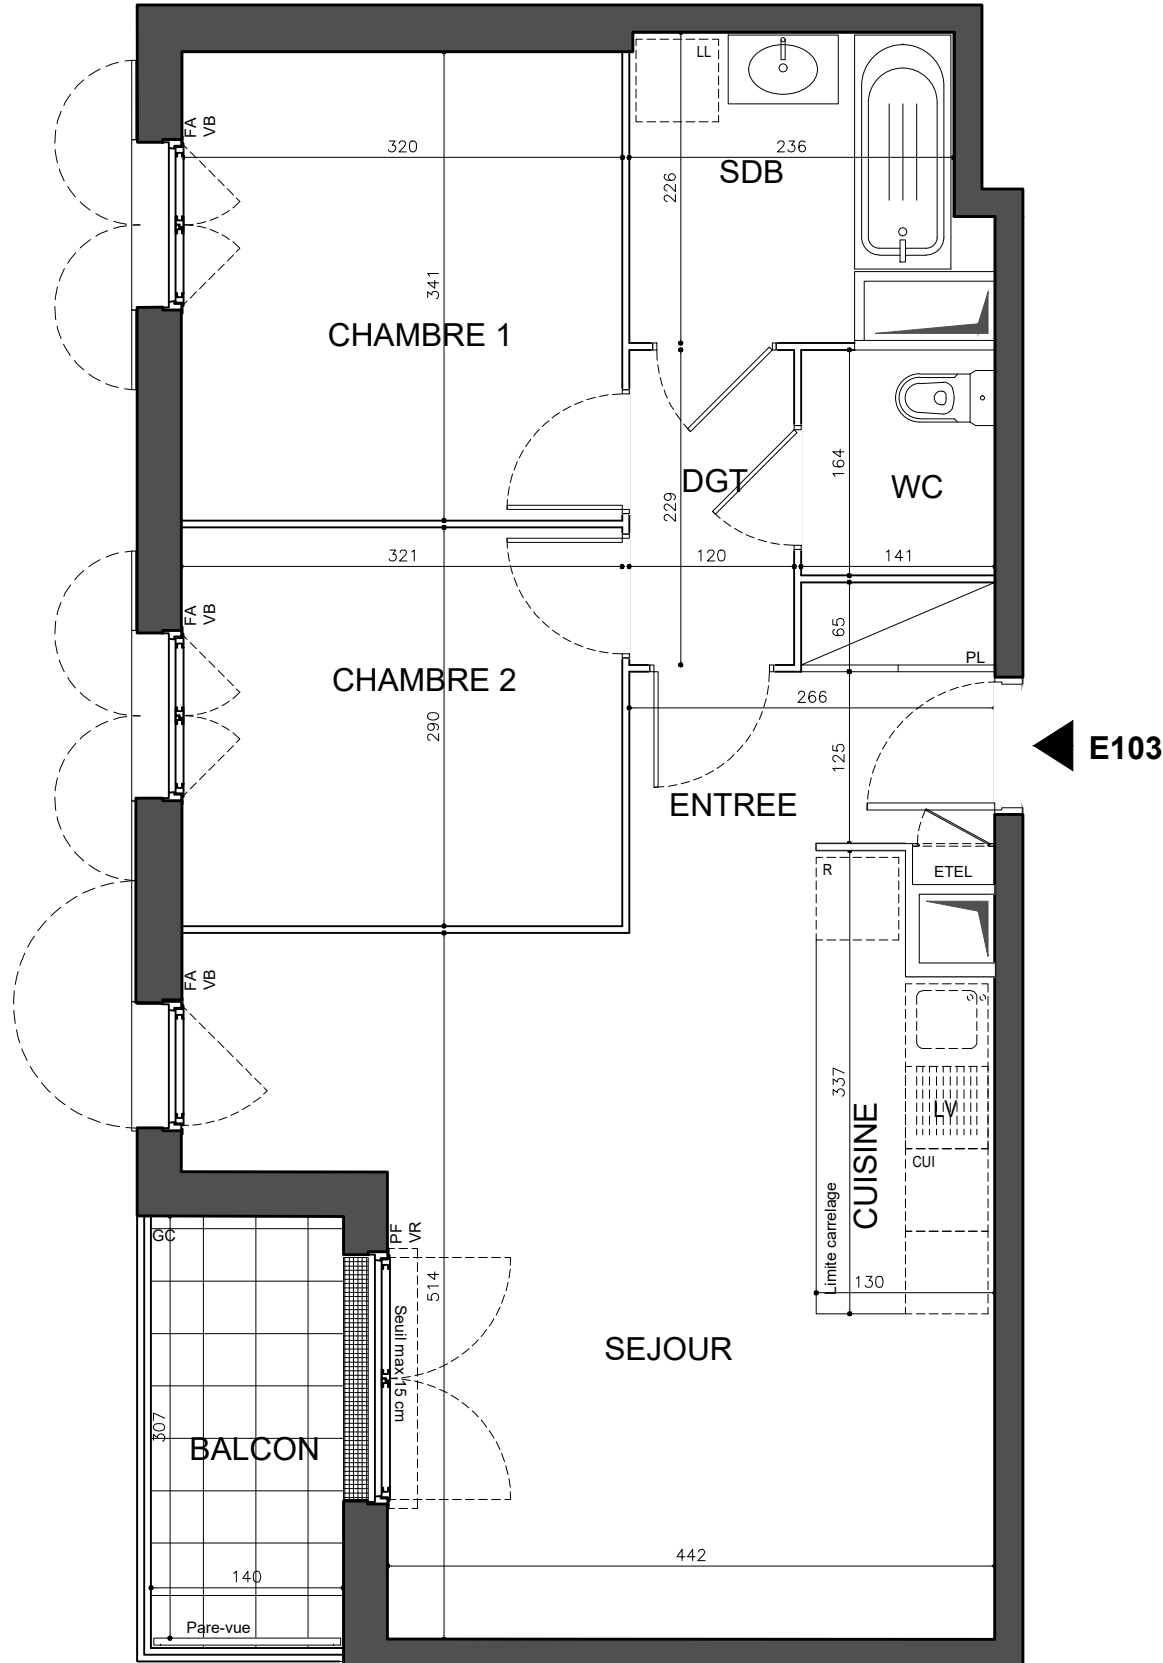 LL
FA
VB
320
236
SDB
226
341
CHAMBRE 1
164
DGT
WC
229
321
120
141
FA
VB
65
PL
CHAMBRE 2
266
290
125
E103
ENTREE
R
ETEL
FA
VB
337
LV
CUISINE
CUI
Limite carrelage
GC
PF
VR
130
514
Seuil max 15 cm
SEJOUR
307
BALCON
442
140
Pare-vue